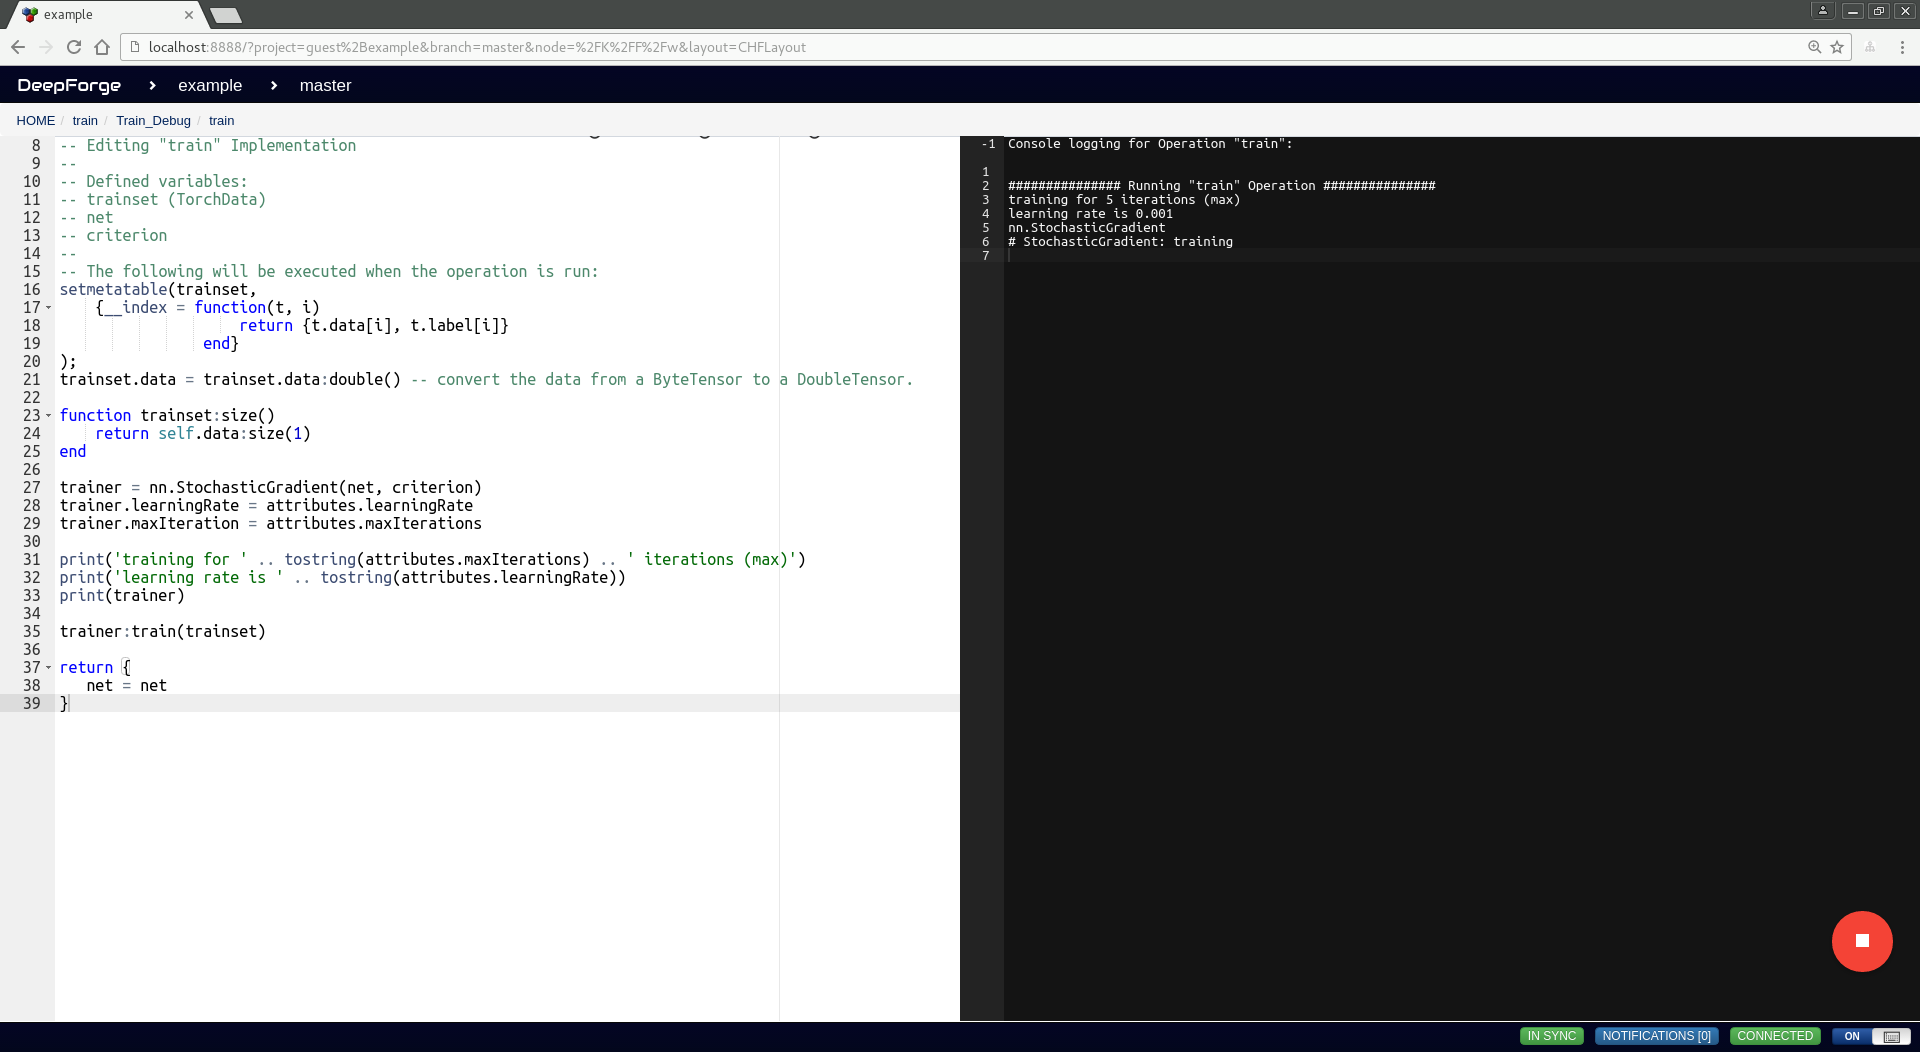 example
localhost:8888/?project=guest%2Bexample&branch=master&node=%2FK%2FF%2Fw&layout=CHFLayout
DeepForge > example > master
HOME / train / Train_Debug / train
8 -- Editing "train" Implementation
9 --
10 -- Defined variables:
11 -- trainset (TorchData)
12 -- net
13 -- criterion
14 --
15 -- The following will be executed when the operation is run:
16 setmetatable(trainset,
17 {__index = function(t, i)
18 return {t.data[i], t.label[i]}
19 end}
20 );
21 trainset.data = trainset.data:double() -- convert the data from a ByteTensor to a DoubleTensor.
22
23 function trainset:size()
24 return self.data:size(1)
25 end
26
27 trainer = nn.StochasticGradient(net, criterion)
28 trainer.learningRate = attributes.learningRate
29 trainer.maxIteration = attributes.maxIterations
30
31 print('training for ' .. tostring(attributes.maxIterations) .. ' iterations (max)')
32 print('learning rate is ' .. tostring(attributes.learningRate))
33 print(trainer)
34
35 trainer:train(trainset)
36
37 return {
38 net = net
39 }
-1 Console logging for Operation "train":
1
2 ############### Running "train" Operation ###############
3 training for 5 iterations (max)
4 learning rate is 0.001
5 nn.StochasticGradient
6 # StochasticGradient: training
7
IN SYNC NOTIFICATIONS [0] CONNECTED ON